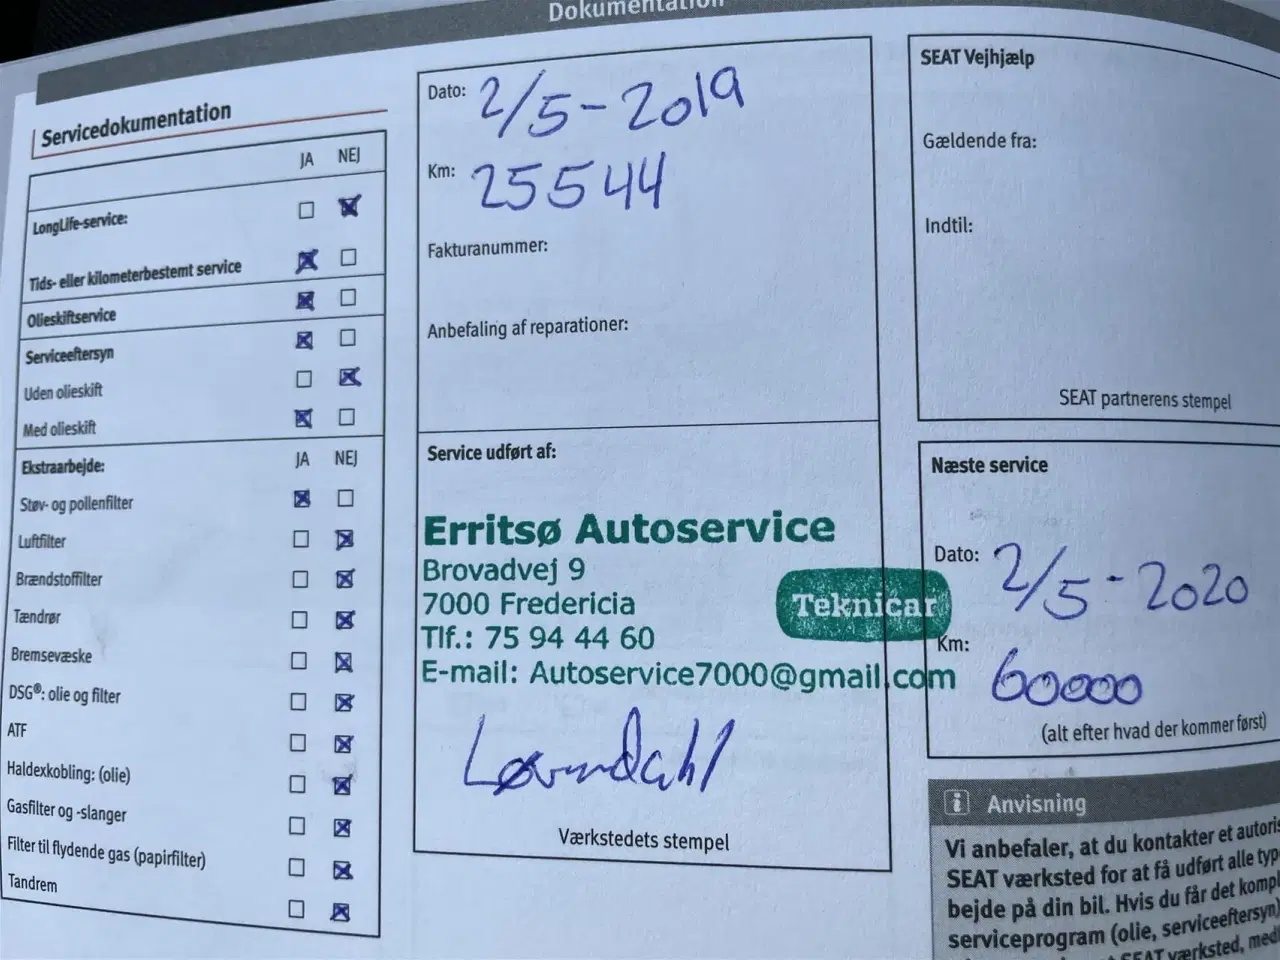 Dokumentation
Servicedokumentation
JA NEJ
LongLife-service:
Tids- eller kilometerbestemt service
Olieskiftservice
Serviceeftersyn
Uden olieskift
Med olieskift
Ekstraarbejde: JA NEJ
Støv- og pollenfilter
Luftfilter
Brændstoffilter
Tændrør
Bremsevæske
DSG®: olie og filter
ATF
Haldexkobling: (olie)
Gasfilter og -slanger
Filter til flydende gas (papirfilter)
Tandrem
Dato: 2/5-2019
Km: 25544
Fakturanummer:
Anbefaling af reparationer:
Service udført af:
Erritsø Autoservice
Brovadvej 9
7000 Fredericia
Tlf.: 75 94 44 60
E-mail: Autoservice7000@gmail.com
Teknicar
Løvendahl
Værkstedets stempel
SEAT Vejhjælp
Gældende fra:
Indtil:
SEAT partnerens stempel
Næste service
Dato: 2/5-2020
Km: 60000
(alt efter hvad der kommer først)
i Anvisning
Vi anbefaler, at du kontakter et
SEAT værksted for at få udført alle
bejde på din bil. Hvis du får det
serviceprogram (olie, serviceeftersyn)
SEAT værksted,